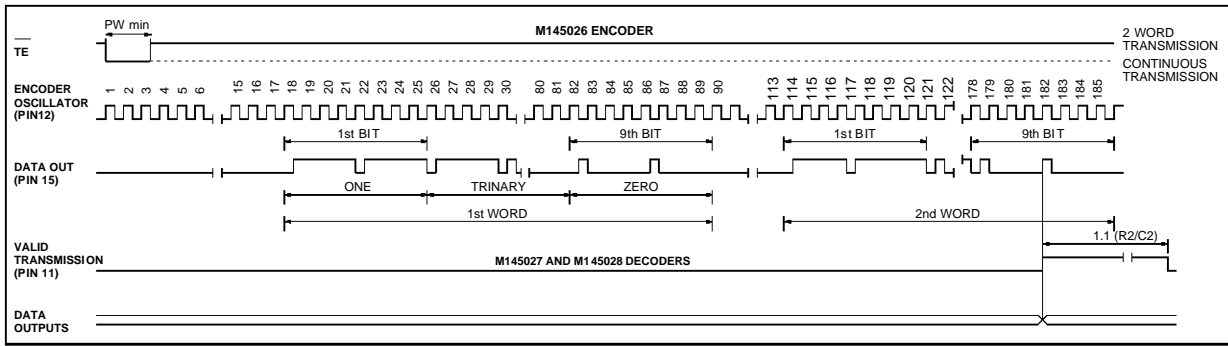 PW min
M145026 ENCODER
TE
2 WORD
TRANSMISSION
CONTINUOUS
TRANSMISSION
ENCODER
OSCILLATOR
(PIN12)
1 2 3 4 5 6 15 16 17 18 19 20 21 22 23 24 25 26 27 28 29 30 80 81 82 83 84 85 86 87 88 89 90 113 114 115 116 117 118 119 120 121 122 178 179 180 181 182 183 184 185
1st BIT 9th BIT 1st BIT 9th BIT
DATA OUT
(PIN 15)
ONE TRINARY ZERO
1st WORD 2nd WORD
1.1 (R2/C2)
VALID
TRANSMISSION
(PIN 11)
M145027 AND M145028 DECODERS
DATA
OUTPUTS